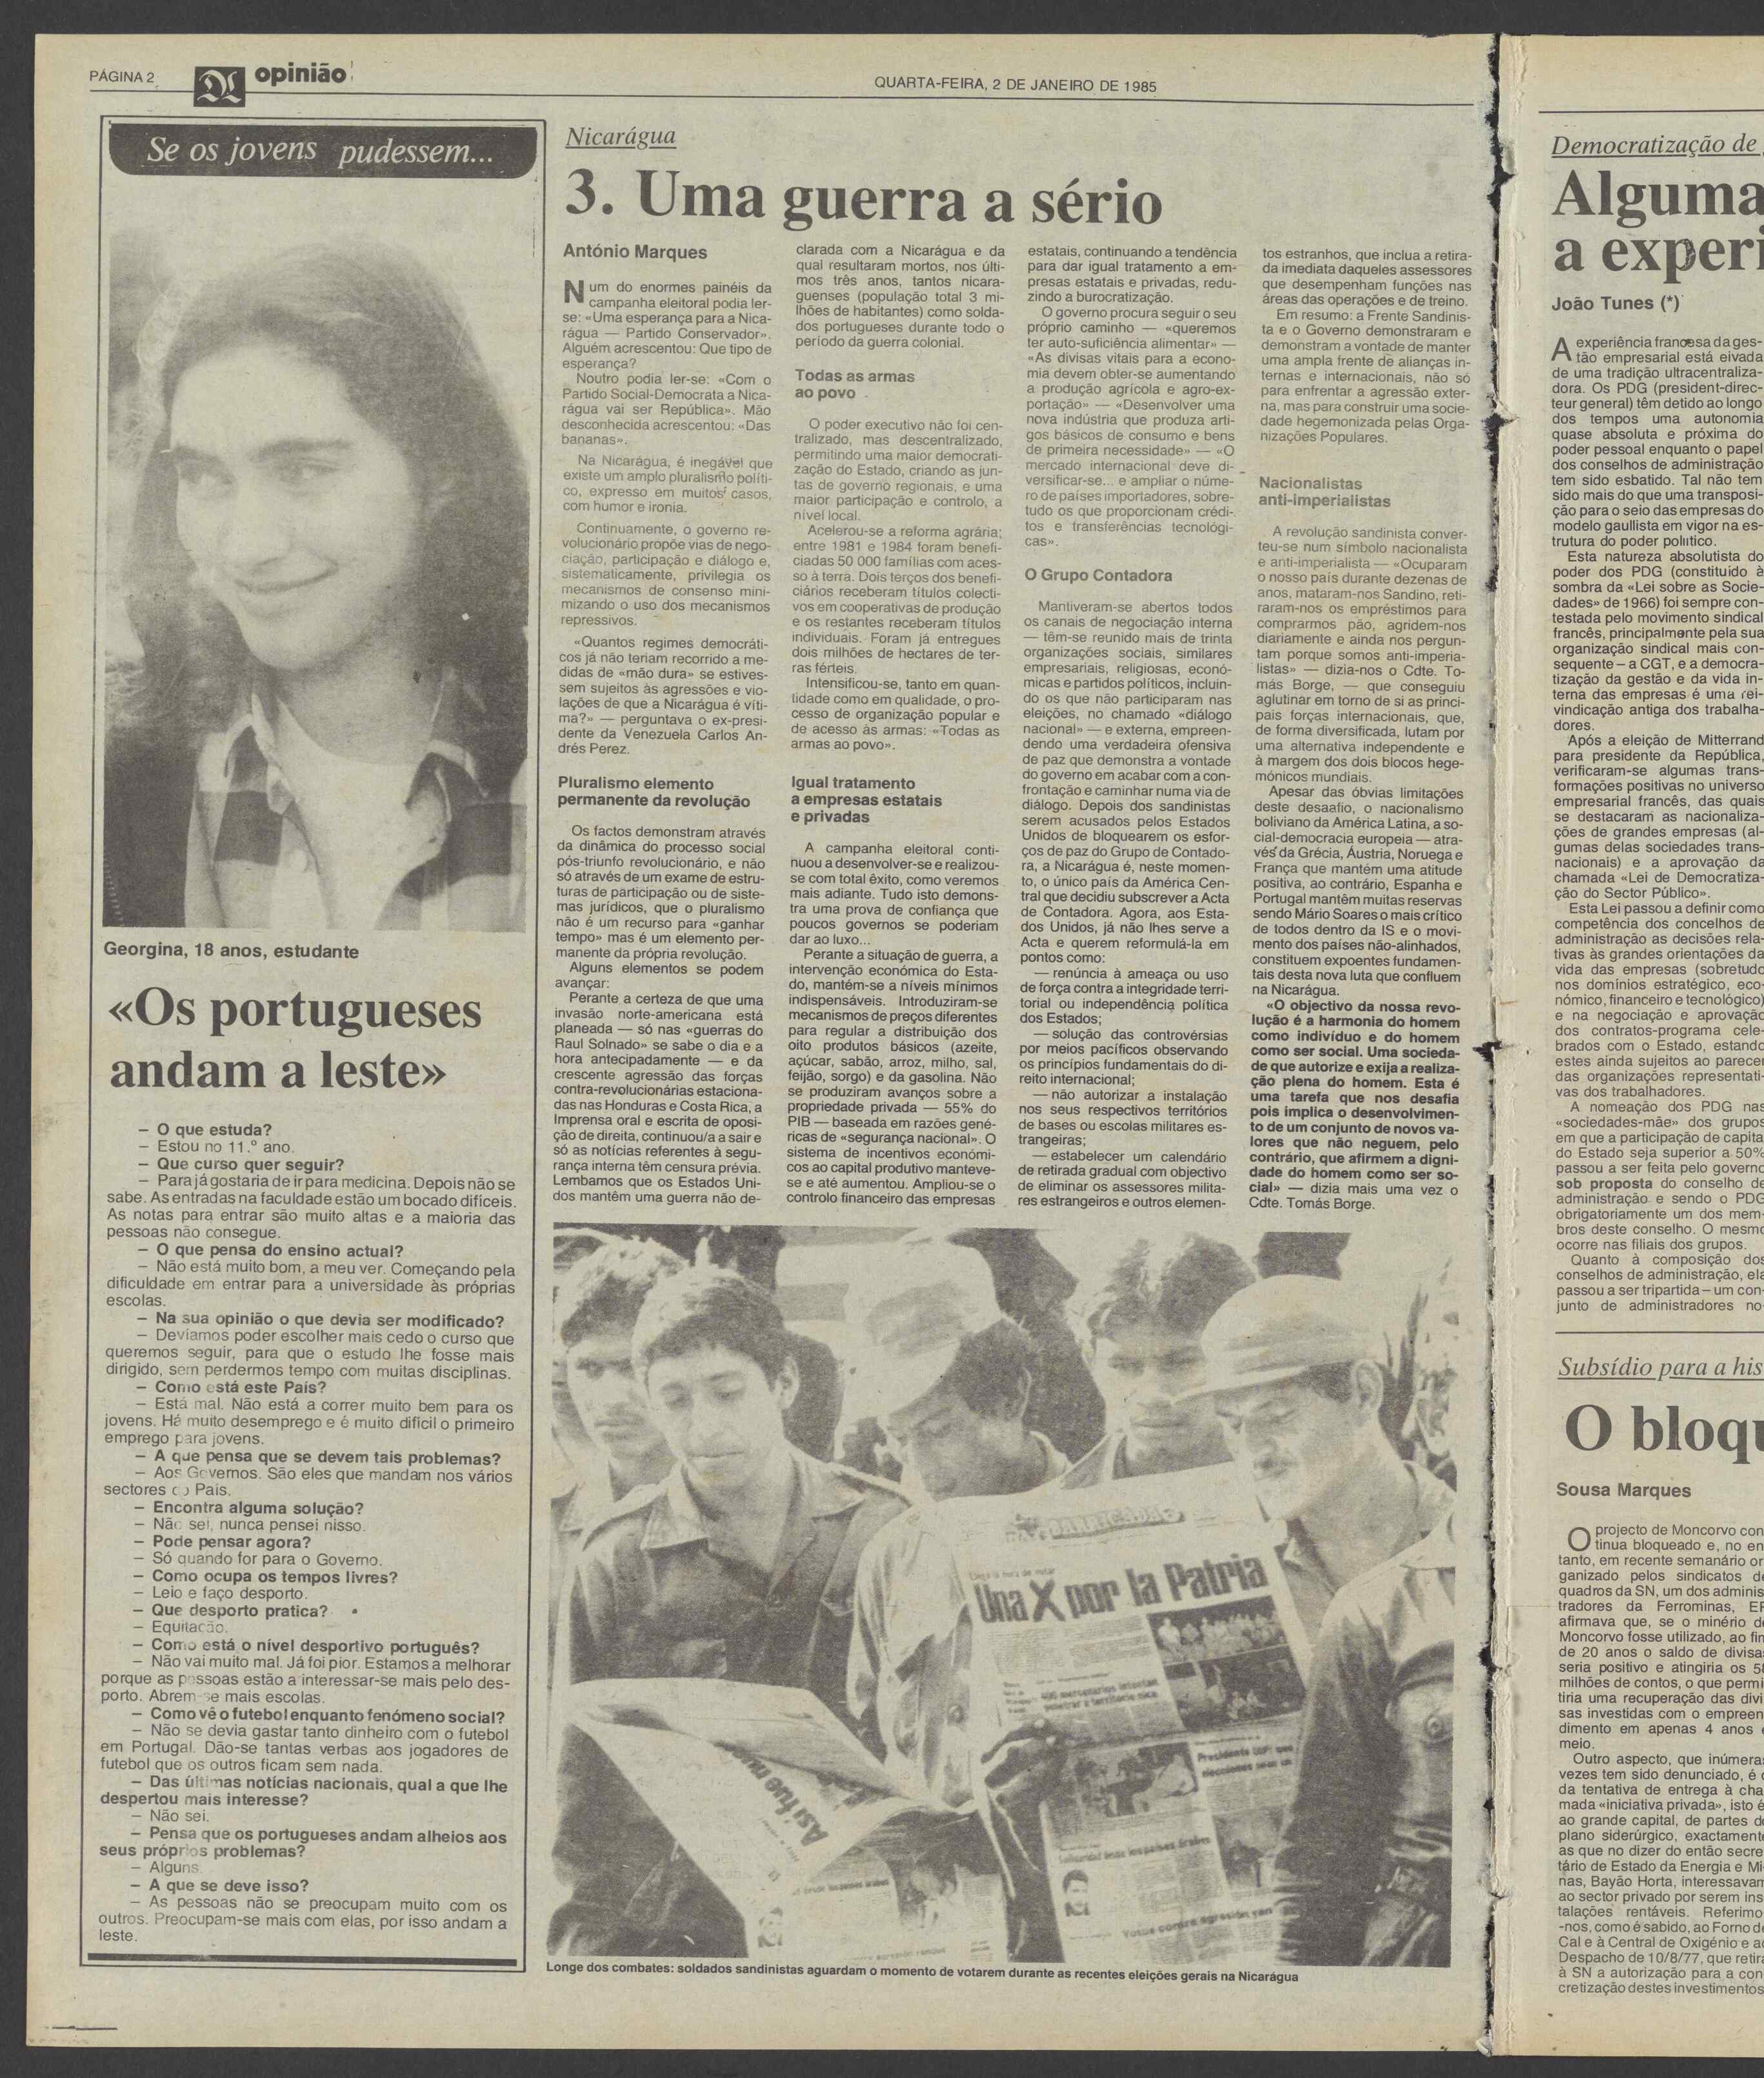 PÁGINA 2
opinião
QUARTA-FEIRA, 2 DE JANEIRO DE 1985
Se os jovens pudessem...
Georgina, 18 anos, estudante
«Os portugueses
andam a leste»
– O que estuda?
– Estou no 11.º ano.
– Que curso quer seguir?
– Para já gostaria de ir para medicina. Depois não se
sabe. As entradas na faculdade estão um bocado difíceis.
As notas para entrar são muito altas e a maioria das
pessoas não consegue.
– O que pensa do ensino actual?
– Não está muito bom, a meu ver. Começando pela
dificuldade em entrar para a universidade às próprias
escolas.
– Na sua opinião o que devia ser modificado?
– Devíamos poder escolher mais cedo o curso que
queremos seguir, para que o estudo lhe fosse mais
dirigido, sem perdermos tempo com muitas disciplinas.
– Como está este País?
– Está mal. Não está a correr muito bem para os
jovens. Há muito desemprego e é muito difícil o primeiro
emprego para jovens.
– A que pensa que se devem tais problemas?
– Aos Governos. São eles que mandam nos vários
sectores do País.
– Encontra alguma solução?
– Não sei, nunca pensei nisso.
– Pode pensar agora?
– Só quando for para o Governo.
– Como ocupa os tempos livres?
– Leio e faço desporto.
– Que desporto pratica?
– Equitação.
– Como está o nível desportivo português?
– Não vai muito mal. Já foi pior. Estamos a melhorar
porque as pessoas estão a interessar-se mais pelo des-
porto. Abrem-se mais escolas.
– Como vê o futebol enquanto fenómeno social?
– Não se devia gastar tanto dinheiro com o futebol
em Portugal. Dão-se tantas verbas aos jogadores de
futebol que os outros ficam sem nada.
– Das últimas notícias nacionais, qual a que lhe
despertou mais interesse?
– Não sei.
– Pensa que os portugueses andam alheios aos
seus próprios problemas?
– Alguns.
– A que se deve isso?
– As pessoas não se preocupam muito com os
outros. Preocupam-se mais com elas, por isso andam a
leste.
Nicarágua
3. Uma guerra a sério
António Marques
Num do enormes painéis da
campanha eleitoral podia ler-
se: «Uma esperança para a Nica-
rágua — Partido Conservador».
Alguém acrescentou: Que tipo de
esperança?
Noutro podia ler-se: «Com o
Partido Social-Democrata a Nica-
rágua vai ser República». Mão
desconhecida acrescentou: «Das
bananas».
Na Nicarágua, é inegável que
existe um amplo pluralismo políti-
co, expresso em muitos casos,
com humor e ironia.
Continuamente, o governo re-
volucionário propõe vias de nego-
ciação, participação e diálogo e,
sistematicamente, privilegia os
mecanismos de consenso mini-
mizando o uso dos mecanismos
repressivos.
«Quantos regimes democráti-
cos já não teriam recorrido a me-
didas de «mão dura» se estives-
sem sujeitos às agressões e vio-
lações de que a Nicarágua é víti-
ma?» — perguntava o ex-presi-
dente da Venezuela Carlos An-
drés Perez.
Pluralismo elemento
permanente da revolução
Os factos demonstram através
da dinâmica do processo social
pós-triunfo revolucionário, e não
só através de um exame de estru-
turas de participação ou de siste-
mas jurídicos, que o pluralismo
não é um recurso para «ganhar
tempo» mas é um elemento per-
manente da própria revolução.
Alguns elementos se podem
avançar:
Perante a certeza de que uma
invasão norte-americana está
planeada — só nas «guerras do
Raul Solnado» se sabe o dia e a
hora antecipadamente — e da
crescente agressão das forças
contra-revolucionárias estaciona-
das nas Honduras e Costa Rica, a
Imprensa oral e escrita de oposi-
ção de direita, continuou/a a sair e
só as notícias referentes à segu-
rança interna têm censura prévia.
Lembamos que os Estados Uni-
dos mantêm uma guerra não de-
clarada com a Nicarágua e da
qual resultaram mortos, nos últi-
mos três anos, tantos nicara-
guenses (população total 3 mi-
lhões de habitantes) como solda-
dos portugueses durante todo o
período da guerra colonial.
Todas as armas
ao povo
O poder executivo não foi cen-
tralizado, mas descentralizado,
permitindo uma maior democrati-
zação do Estado, criando as jun-
tas de governo regionais, e uma
maior participação e controlo, a
nível local.
Acelerou-se a reforma agrária;
entre 1981 e 1984 foram benefi-
ciadas 50 000 famílias com aces-
so à terra. Dois terços dos benefi-
ciários receberam títulos colecti-
vos em cooperativas de produção
e os restantes receberam títulos
individuais. Foram já entregues
dois milhões de hectares de ter-
ras férteis.
Intensificou-se, tanto em quan-
tidade como em qualidade, o pro-
cesso de organização popular e
de acesso às armas: «Todas as
armas ao povo».
Igual tratamento
a empresas estatais
e privadas
A campanha eleitoral conti-
nuou a desenvolver-se e realizou-
se com total êxito, como veremos
mais adiante. Tudo isto demons-
tra uma prova de confiança que
poucos governos se poderiam
dar ao luxo...
Perante a situação de guerra, a
intervenção económica do Esta-
do, mantém-se a níveis mínimos
indispensáveis. Introduziram-se
mecanismos de preços diferentes
para regular a distribuição dos
oito produtos básicos (azeite,
açúcar, sabão, arroz, milho, sal,
feijão, sorgo) e da gasolina. Não
se produziram avanços sobre a
propriedade privada — 55% do
PIB — baseada em razões gené-
ricas de «segurança nacional». O
sistema de incentivos económi-
cos ao capital produtivo manteve-
se e até aumentou. Ampliou-se o
controlo financeiro das empresas
estatais, continuando a tendência
para dar igual tratamento a em-
presas estatais e privadas, redu-
zindo a burocratização.
O governo procura seguir o seu
próprio caminho — «queremos
ter auto-suficiência alimentar» —
«As divisas vitais para a econo-
mia devem obter-se aumentando
a produção agrícola e agro-ex-
portação» — «Desenvolver uma
nova indústria que produza arti-
gos básicos de consumo e bens
de primeira necessidade» — «O
mercado internacional deve di-
versificar-se... e ampliar o núme-
ro de países importadores, sobre-
tudo os que proporcionam crédi-
tos e transferências tecnológi-
cas».
O Grupo Contadora
Mantiveram-se abertos todos
os canais de negociação interna
— têm-se reunido mais de trinta
organizações sociais, similares
empresariais, religiosas, econó-
micas e partidos políticos, incluin-
do os que não participaram nas
eleições, no chamado «diálogo
nacional» — e externa, empreen-
dendo uma verdadeira ofensiva
de paz que demonstra a vontade
do governo em acabar com a con-
frontação e caminhar numa via de
diálogo. Depois dos sandinistas
serem acusados pelos Estados
Unidos de bloquearem os esfor-
ços de paz do Grupo de Contado-
ra, a Nicarágua é, neste momen-
to, o único país da América Cen-
tral que decidiu subscrever a Acta
de Contadora. Agora, aos Esta-
dos Unidos, já não lhes serve a
Acta e querem reformulá-la em
pontos como:
— renúncia à ameaça ou uso
de força contra a integridade terri-
torial ou independência política
dos Estados;
— solução das controvérsias
por meios pacíficos observando
os princípios fundamentais do di-
reito internacional;
— não autorizar a instalação
nos seus respectivos territórios
de bases ou escolas militares es-
trangeiras;
— estabelecer um calendário
de retirada gradual com objectivo
de eliminar os assessores milita-
res estrangeiros e outros elemen-
tos estranhos, que inclua a retira-
da imediata daqueles assessores
que desempenham funções nas
áreas das operações e de treino.
Em resumo: a Frente Sandinis-
ta e o Governo demonstraram e
demonstram a vontade de manter
uma ampla frente de alianças in-
ternas e internacionais, não só
para enfrentar a agressão exter-
na, mas para construir uma socie-
dade hegemonizada pelas Orga-
nizações Populares.
Nacionalistas
anti-imperialistas
A revolução sandinista conver-
teu-se num símbolo nacionalista
e anti-imperialista — «Ocuparam
o nosso país durante dezenas de
anos, mataram-nos Sandino, reti-
raram-nos os empréstimos para
comprarmos pão, agridem-nos
diariamente e ainda nos pergun-
tam porque somos anti-imperia-
listas» — dizia-nos o Cdte. To-
más Borge, — que conseguiu
aglutinar em torno de si as princi-
pais forças internacionais, que,
de forma diversificada, lutam por
uma alternativa independente e
à margem dos dois blocos hege-
mónicos mundiais.
Apesar das óbvias limitações
deste desaafio, o nacionalismo
boliviano da América Latina, a so-
cial-democracia europeia — atra-
vés da Grécia, Áustria, Noruega e
França que mantém uma atitude
positiva, ao contrário, Espanha e
Portugal mantêm muitas reservas
sendo Mário Soares o mais crítico
de todos dentro da IS e o movi-
mento dos países não-alinhados,
constituem expoentes fundamen-
tais desta nova luta que confluem
na Nicarágua.
«O objectivo da nossa revo-
lução é a harmonia do homem
como indivíduo e do homem
como ser social. Uma socieda-
de que autorize e exija a realiza-
ção plena do homem. Esta é
uma tarefa que nos desafia
pois implica o desenvolvimen-
to de um conjunto de novos va-
lores que não neguem, pelo
contrário, que afirmem a digni-
dade do homem como ser so-
cial» — dizia mais uma vez o
Cdte. Tomás Borge.
BARRICADA
Una X por la Patria
400 mercenarios intentan
penetrar a territorio nica
Longe dos combates: soldados sandinistas aguardam o momento de votarem durante as recentes eleições gerais na Nicarágua
Democratização de
Alguma
a experi
João Tunes (*)
A experiência francesa da ges-
tão empresarial está eivada
de uma tradição ultracentraliza-
dora. Os PDG (president-direc-
teur general) têm detido ao longo
dos tempos uma autonomia
quase absoluta e próxima do
poder pessoal enquanto o papel
dos conselhos de administração
tem sido esbatido. Tal não tem
sido mais do que uma transposi-
ção para o seio das empresas do
modelo gaullista em vigor na es-
trutura do poder político.
Esta natureza absolutista do
poder dos PDG (constituido à
sombra da «Lei sobre as Socie-
dades» de 1966) foi sempre con-
testada pelo movimento sindical
francês, principalmente pela sua
organização sindical mais con-
sequente – a CGT, e a democra-
tização da gestão e da vida in-
terna das empresas é uma rei-
vindicação antiga dos trabalha-
dores.
Após a eleição de Mitterrand
para presidente da República,
verificaram-se algumas trans-
formações positivas no universo
empresarial francês, das quais
se destacaram as nacionaliza-
ções de grandes empresas (al-
gumas delas sociedades trans-
nacionais) e a aprovação da
chamada «Lei de Democratiza-
ção do Sector Público».
Esta Lei passou a definir como
competência dos concelhos de
administração as decisões rela-
tivas às grandes orientações da
vida das empresas (sobretudo
nos domínios estratégico, eco-
nómico, financeiro e tecnológico)
e na negociação e aprovação
dos contratos-programa cele-
brados com o Estado, estando
estes ainda sujeitos ao parecer
das organizações representati-
vas dos trabalhadores.
A nomeação dos PDG nas
«sociedades-mãe» dos grupos
em que a participação de capita
do Estado seja superior a 50%
passou a ser feita pelo governo
sob proposta do conselho de
administração e sendo o PDG
obrigatoriamente um dos mem-
bros deste conselho. O mesmo
ocorre nas filiais dos grupos.
Quanto à composição dos
conselhos de administração, ela
passou a ser tripartida – um con-
junto de administradores no-
Subsídio para a his
O bloqu
Sousa Marques
O projecto de Moncorvo con
tinua bloqueado e, no en
tanto, em recente semanário or
ganizado pelos sindicatos de
quadros da SN, um dos adminis
tradores da Ferrominas, EP
afirmava que, se o minério de
Moncorvo fosse utilizado, ao fim
de 20 anos o saldo de divisas
seria positivo e atingiria os 5
milhões de contos, o que permi
tiria uma recuperação das divi
sas investidas com o empreen
dimento em apenas 4 anos e
meio.
Outro aspecto, que inúmeras
vezes tem sido denunciado, é o
da tentativa de entrega à cha
mada «iniciativa privada», isto é
ao grande capital, de partes do
plano siderúrgico, exactamente
as que no dizer do então secre
tário de Estado da Energia e Mi
nas, Bayão Horta, interessavam
ao sector privado por serem ins
talações rentáveis. Referimo
-nos, como é sabido, ao Forno de
Cal e à Central de Oxigénio e ao
Despacho de 10/8/77, que retira
à SN a autorização para a con
cretização destes investimentos